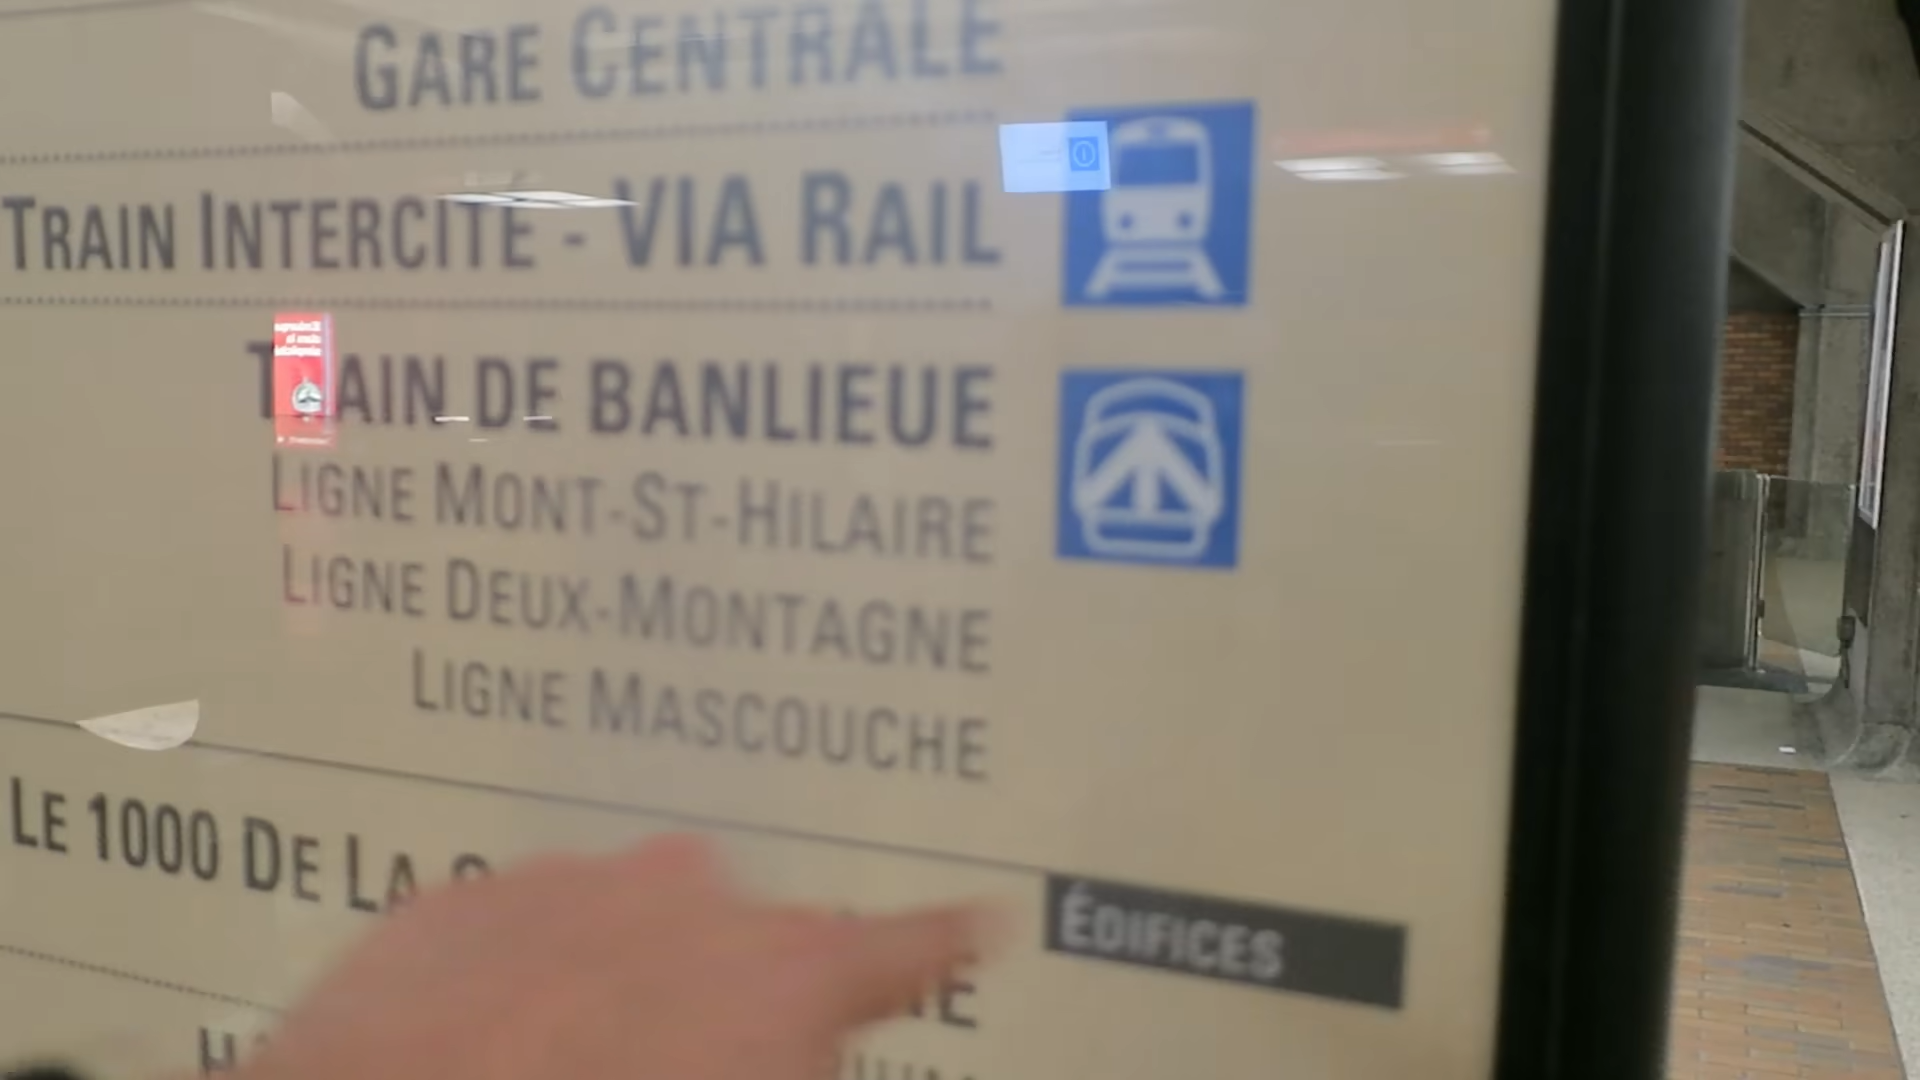 GARE CENTRALE
TRAIN INTERCITÉ - VIA RAIL
TRAIN DE BANLIEUE
LIGNE MONT-ST-HILAIRE
LIGNE DEUX-MONTAGNE
LIGNE MASCOUCHE
LE 1000 DE LA
ÉDIFICES